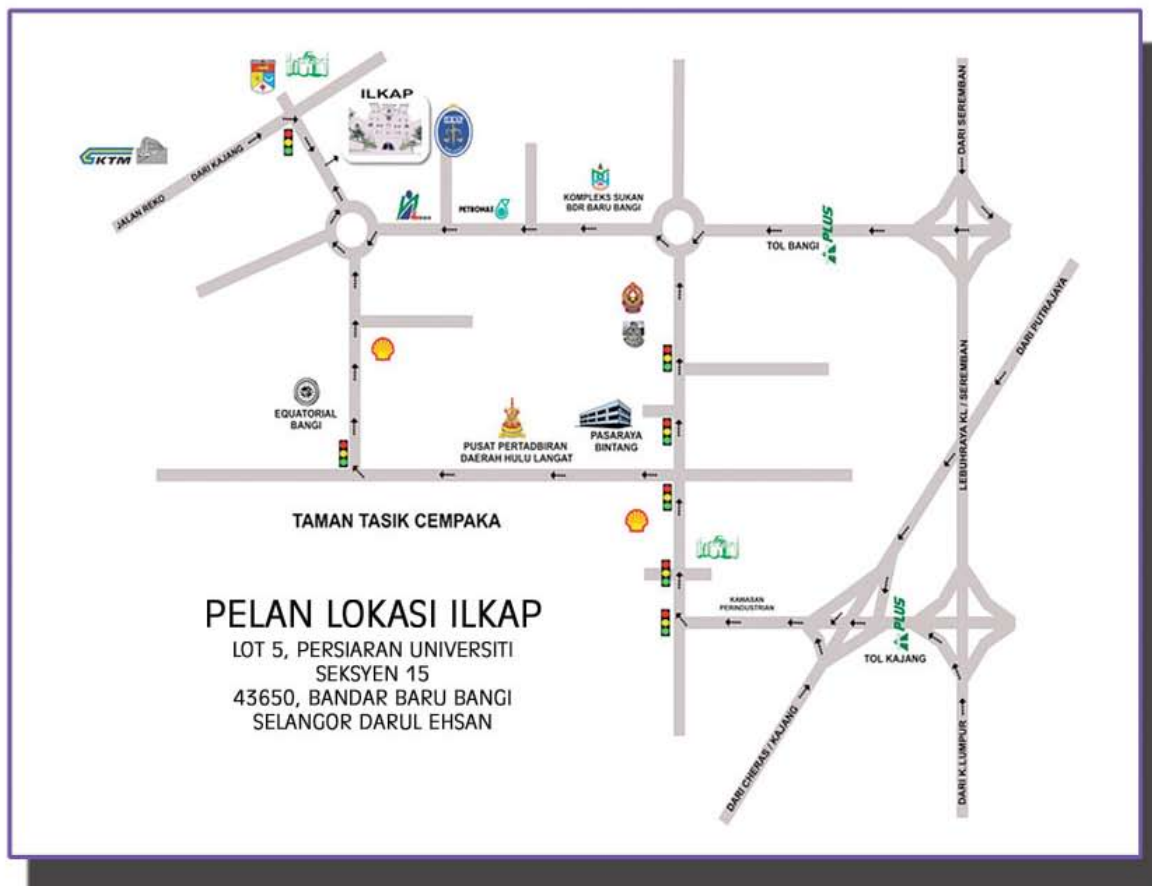 ILKAP
KTM
DARI KAJANG
JALAN REKO
PETRONAS
KOMPLEKS SUKAN
BDR BARU BANGI
DARI SEREMBAN
TOL BANGI
PLUS
DARI PUTRAJAYA
LEBUHRAYA KL / SEREMBAN
EQUATORIAL
BANGI
PUSAT PERTADBIRAN
DAERAH HULU LANGAT
PASARAYA
BINTANG
TAMAN TASIK CEMPAKA
KAWASAN
PERINDUSTRIAN
PLUS
TOL KAJANG
DARI CHERAS / KAJANG
DARI K.LUMPUR
PELAN LOKASI ILKAP
LOT 5, PERSIARAN UNIVERSITI
SEKSYEN 15
43650, BANDAR BARU BANGI
SELANGOR DARUL EHSAN